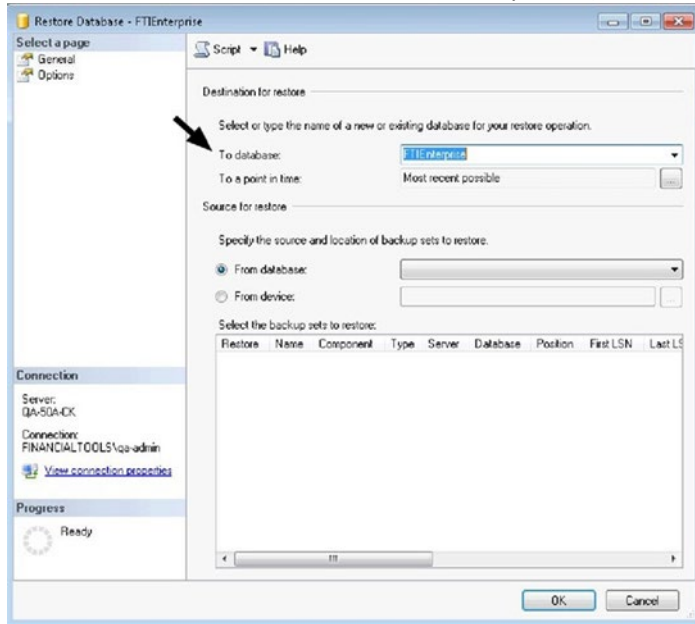 Restore Database - FTIEnterprise
Select a page
General
Options
Script
Help
Destination for restore
Select or type the name of a new or existing database for your restore operation.
To database:
FTIEnterprise
To a point in time:
Most recent possible
...
Source for restore
Specify the source and location of backup sets to restore.
From database:
From device:
...
Select the backup sets to restore:
Restore Name Component Type Server Database Position First LSN Last LS
Connection
Server:
QA-50A-CK
Connection:
FINANCIALTOOLS\qa-admin
View connection properties
Progress
Ready
OK
Cancel